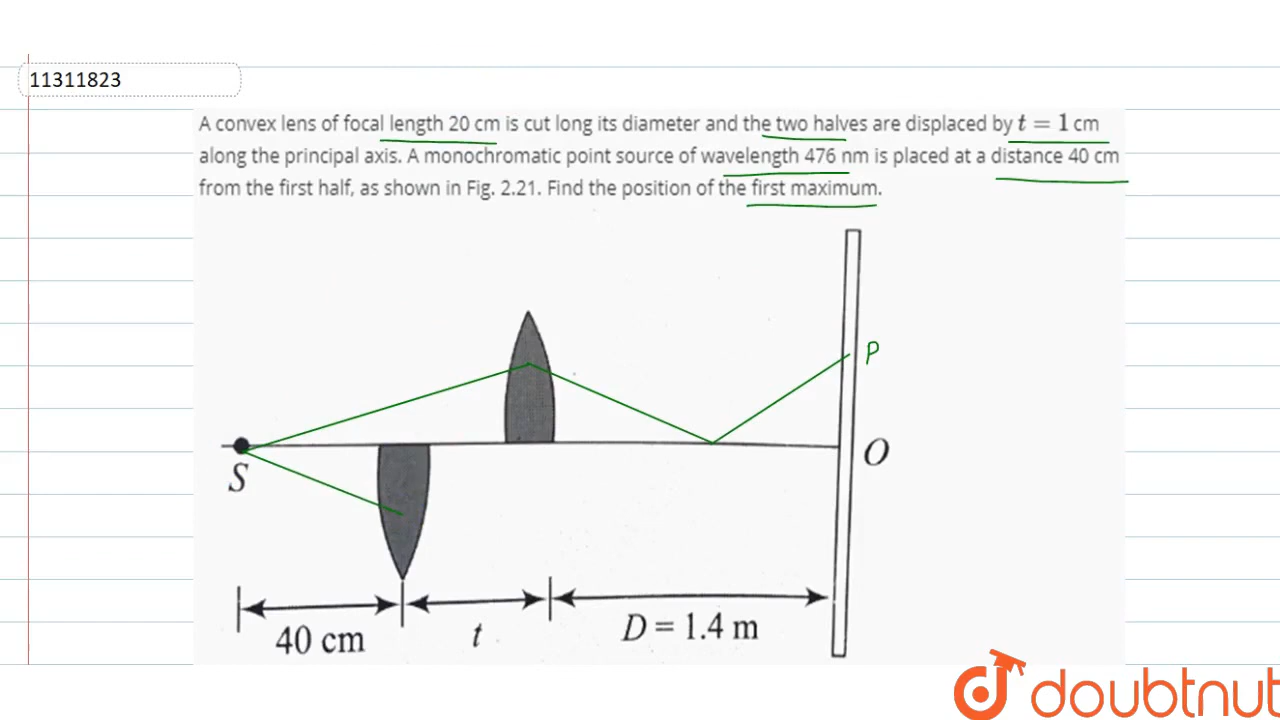 11311823
A convex lens of focal length 20 cm is cut long its diameter and the two halves are displaced by t = 1 cm
along the principal axis. A monochromatic point source of wavelength 476 nm is placed at a distance 40 cm
from the first half, as shown in Fig. 2.21. Find the position of the first maximum.
P
S
O
40 cm
t
D = 1.4 m
doubtnut